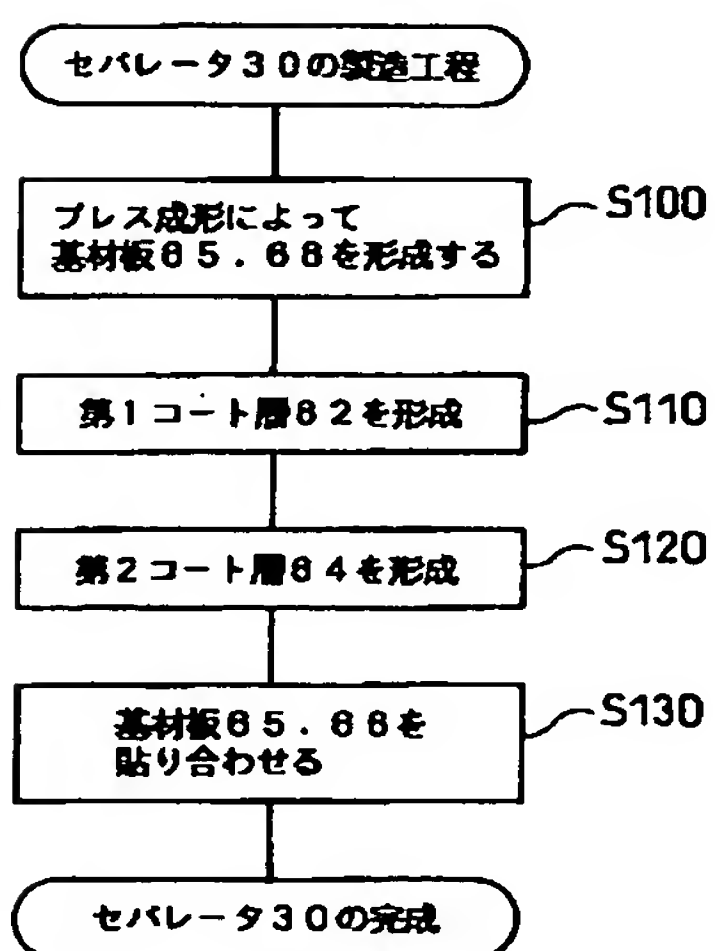 セパレータ30の製造工程
プレス成形によって
基材板65.66を形成する
S100
第1コート層62を形成
S110
第2コート層64を形成
S120
基材板65.66を
貼り合わせる
S130
セパレータ30の完成